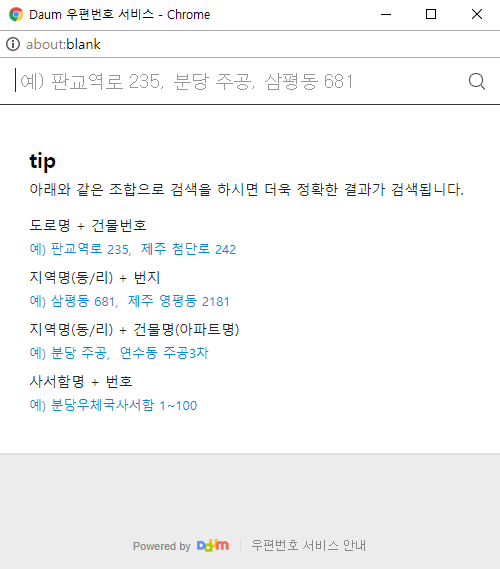 Daum 우편번호 서비스 - Chrome
about:blank
예) 판교역로 235, 분당 주공, 삼평동 681
tip
아래와 같은 조합으로 검색을 하시면 더욱 정확한 결과가 검색됩니다.
도로명 + 건물번호
예) 판교역로 235, 제주 첨단로 242
지역명(동/리) + 번지
예) 삼평동 681, 제주 영평동 2181
지역명(동/리) + 건물명(아파트명)
예) 분당 주공, 연수동 주공3차
사서함명 + 번호
예) 분당우체국사서함 1~100
Powered by Daum | 우편번호 서비스 안내